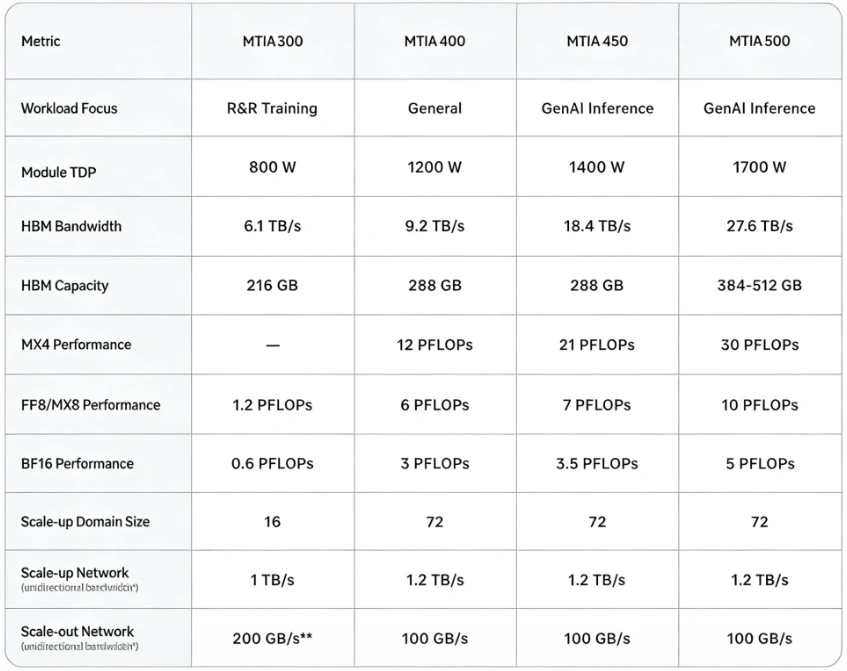 Metric MTIA 300 MTIA 400 MTIA 450 MTIA 500
Workload Focus R&R Training General GenAI Inference GenAI Inference
Module TDP 800 W 1200 W 1400 W 1700 W
HBM Bandwidth 6.1 TB/s 9.2 TB/s 18.4 TB/s 27.6 TB/s
HBM Capacity 216 GB 288 GB 288 GB 384-512 GB
MX4 Performance — 12 PFLOPs 21 PFLOPs 30 PFLOPs
FF8/MX8 Performance 1.2 PFLOPs 6 PFLOPs 7 PFLOPs 10 PFLOPs
BF16 Performance 0.6 PFLOPs 3 PFLOPs 3.5 PFLOPs 5 PFLOPs
Scale-up Domain Size 16 72 72 72
Scale-up Network 1 TB/s 1.2 TB/s 1.2 TB/s 1.2 TB/s
(unidirectional bandwidth*)
Scale-out Network 200 GB/s** 100 GB/s 100 GB/s 100 GB/s
(unidirectional bandwidth*)